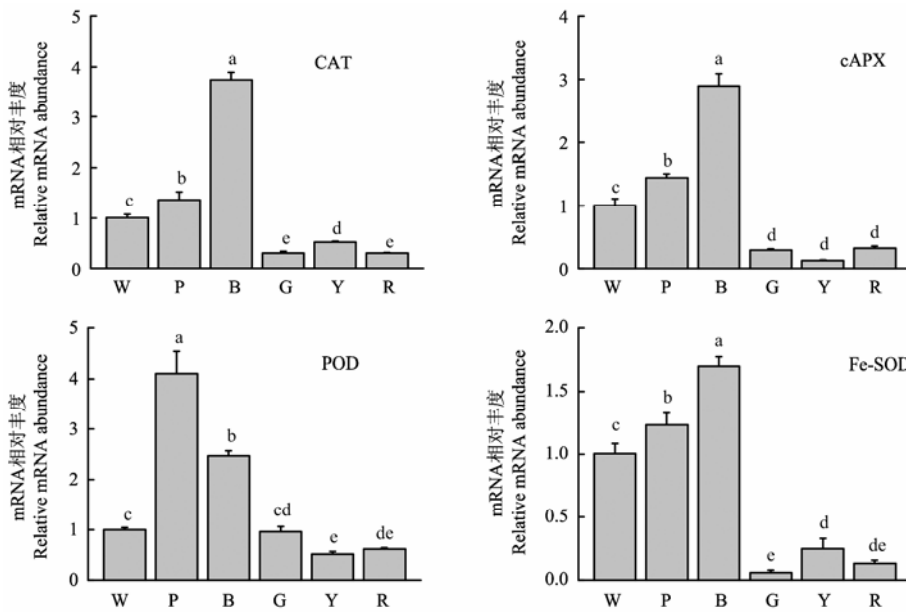 mRNA相对丰度
Relative mRNA abundance
5
4
3
2
1
0
CAT
c
b
a
e
d
e
W P B G Y R
mRNA相对丰度
Relative mRNA abundance
4
3
2
1
0
cAPX
c
b
a
d
d
d
W P B G Y R
mRNA相对丰度
Relative mRNA abundance
5
4
3
2
1
0
POD
c
a
b
cd
e
de
W P B G Y R
mRNA相对丰度
Relative mRNA abundance
2.0
1.5
1.0
0.5
0.0
Fe-SOD
c
b
a
e
d
de
W P B G Y R